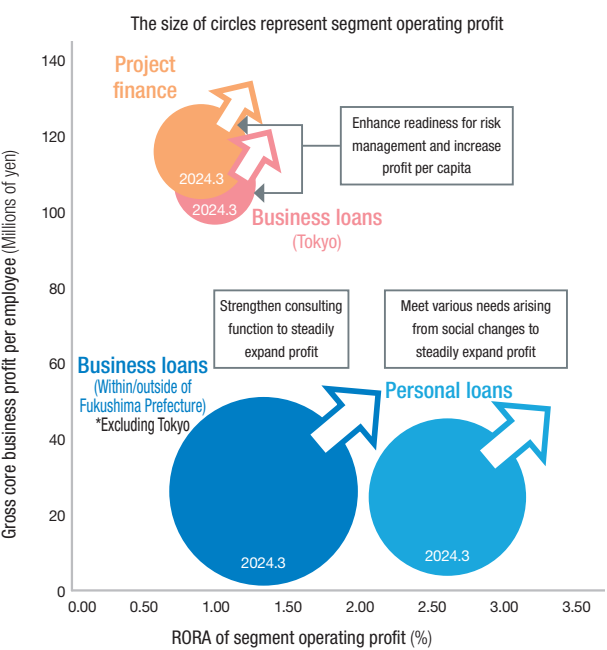 The size of circles represent segment operating profit
Gross core business profit per employee (Millions of yen)
140
120
100
80
60
40
20
0
Project
finance
2024.3
2024.3
Business loans
(Tokyo)
Enhance readiness for risk
management and increase
profit per capita
Strengthen consulting
function to steadily
expand profit
Meet various needs arising
from social changes to
steadily expand profit
Business loans
(Within/outside of
Fukushima Prefecture)
*Excluding Tokyo
Personal loans
2024.3
2024.3
0.00 0.50 1.00 1.50 2.00 2.50 3.00 3.50
RORA of segment operating profit (%)